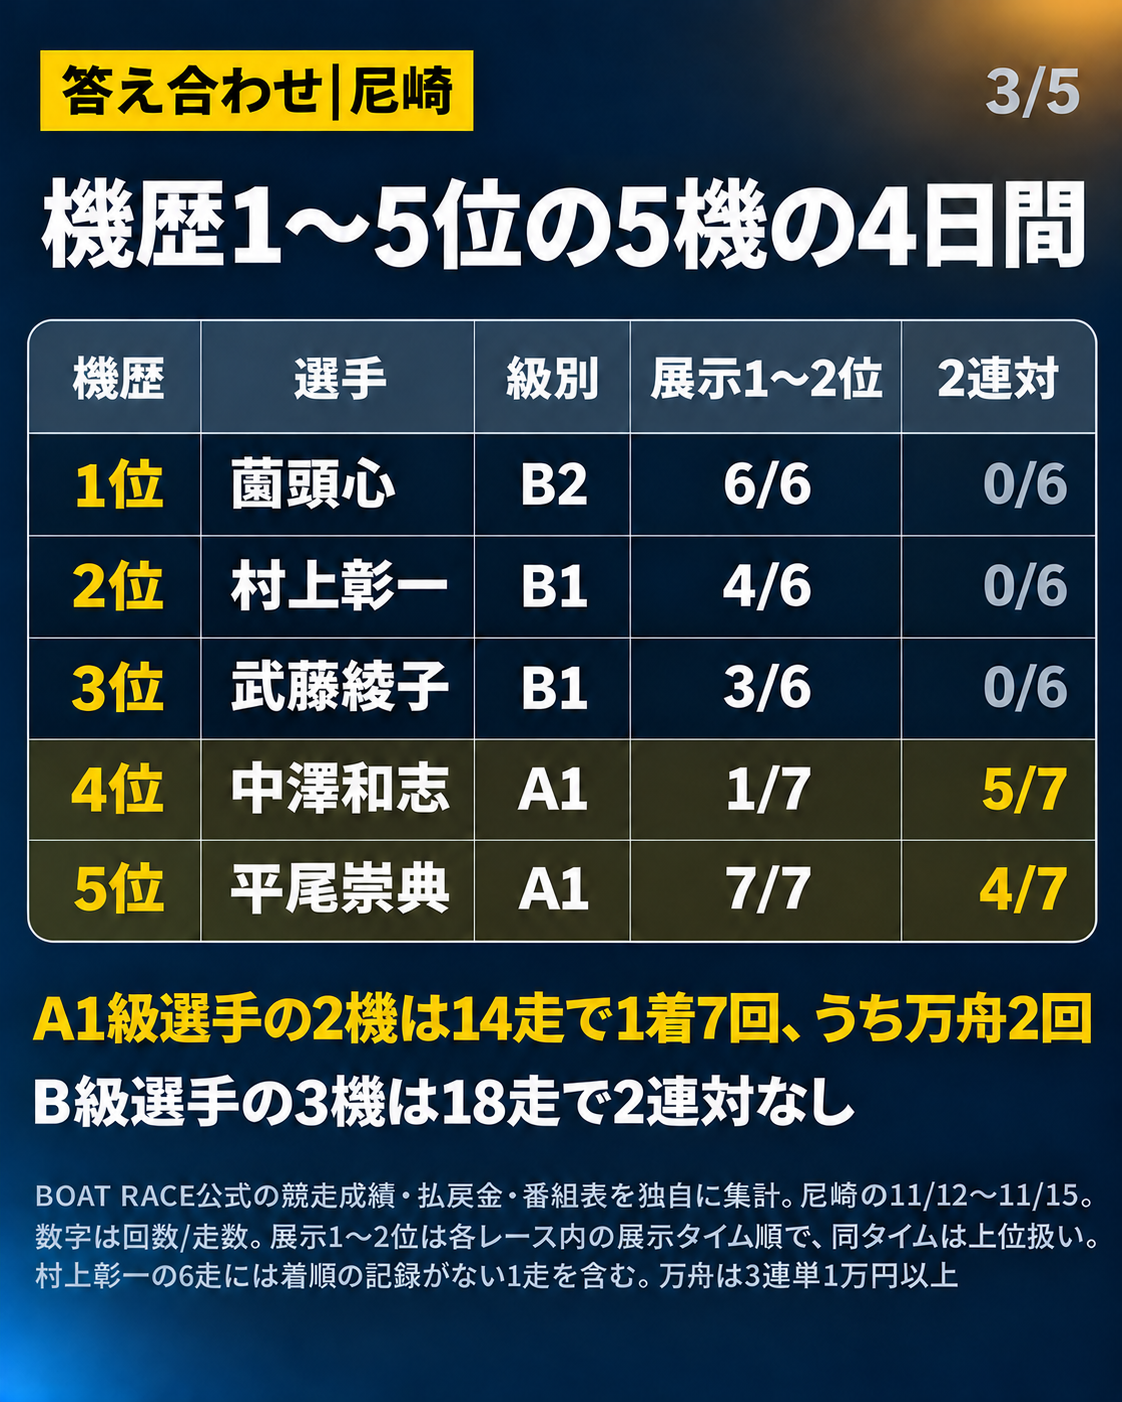 答え合わせ|尼崎
3/5
機歴1〜5位の5機の4日間
機歴 選手 級別 展示1〜2位 2連対
1位 薗頭心 B2 6/6 0/6
2位 村上彰一 B1 4/6 0/6
3位 武藤綾子 B1 3/6 0/6
4位 中澤和志 A1 1/7 5/7
5位 平尾崇典 A1 7/7 4/7
A1級選手の2機は14走で1着7回、うち万舟2回
B級選手の3機は18走で2連対なし
BOAT RACE公式の競走成績・払戻金・番組表を独自に集計。尼崎の11/12〜11/15。
数字は回数/走数。展示1〜2位は各レース内の展示タイム順で、同タイムは上位扱い。
村上彰一の6走には着順の記録がない1走を含む。万舟は3連単1万円以上